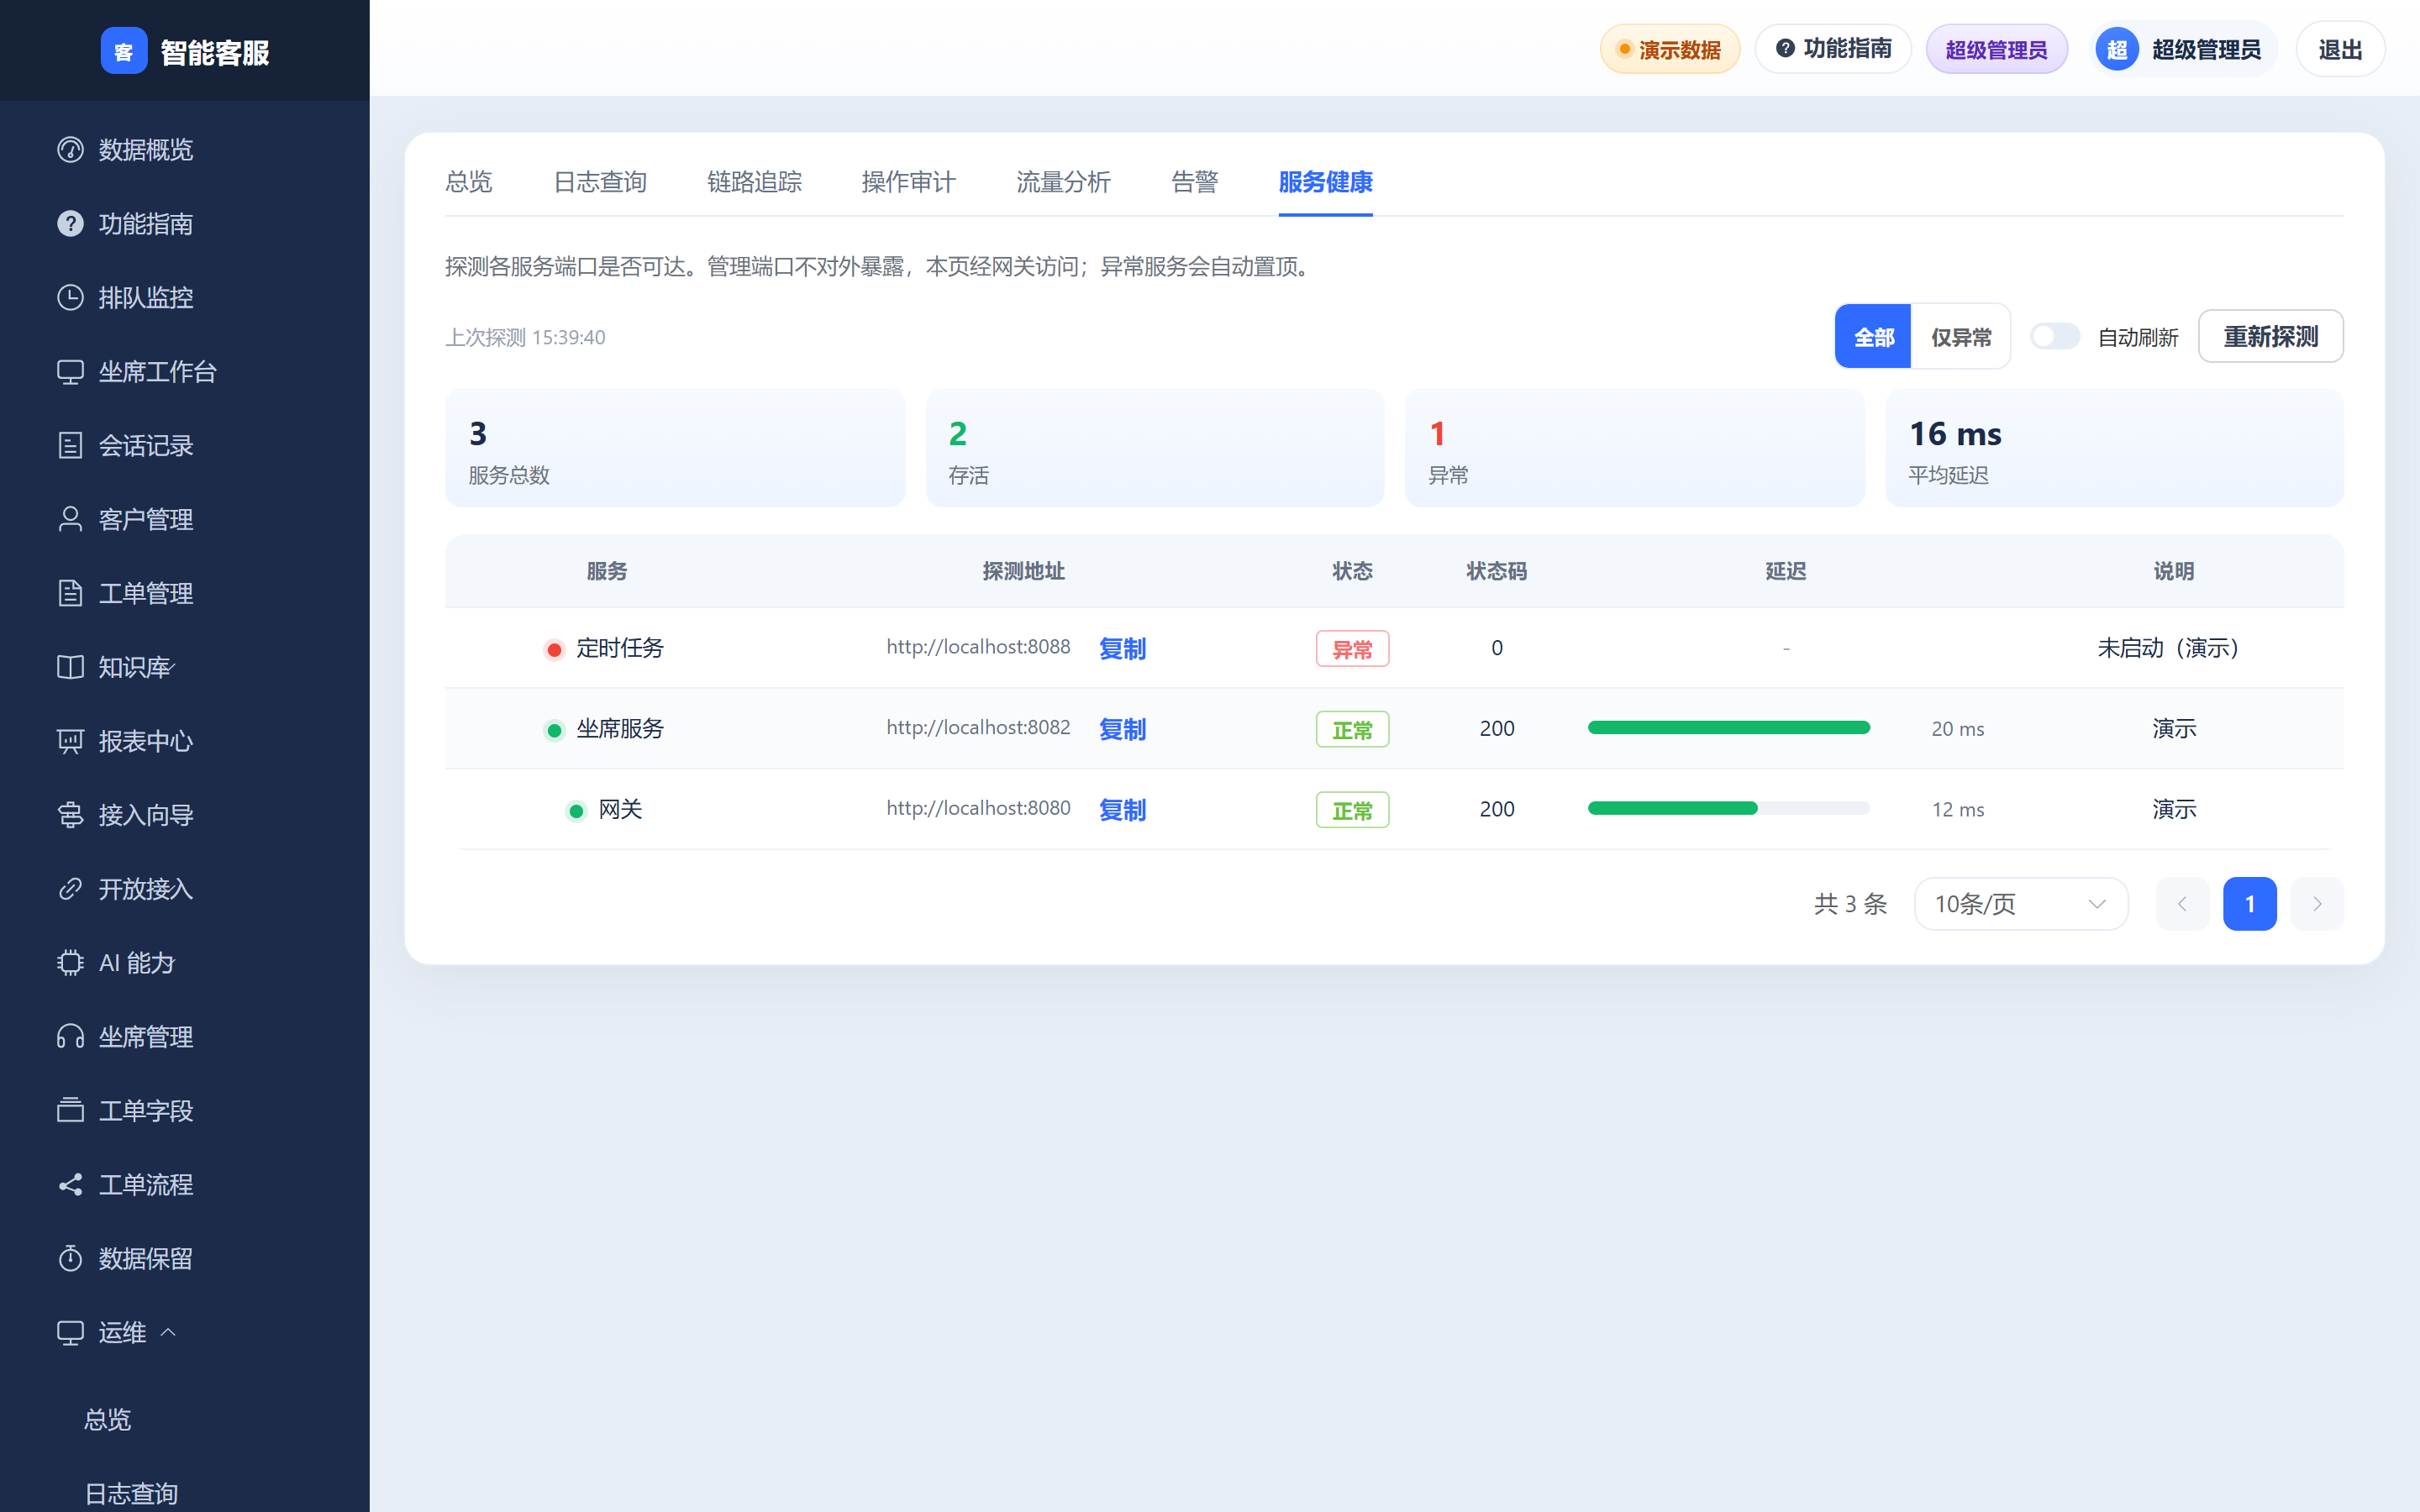 客 智能客服
演示数据 功能指南 超级管理员 超 超级管理员 退出
数据概览
功能指南
排队监控
坐席工作台
会话记录
客户管理
工单管理
知识库
报表中心
接入向导
开放接入
AI 能力
坐席管理
工单字段
工单流程
数据保留
运维
总览
日志查询
总览 日志查询 链路追踪 操作审计 流量分析 告警 服务健康
探测各服务端口是否可达。管理端口不对外暴露，本页经网关访问；异常服务会自动置顶。
上次探测 15:39:40 全部 仅异常 自动刷新 重新探测
3
服务总数
2
存活
1
异常
16 ms
平均延迟
服务 探测地址 状态 状态码 延迟 说明
定时任务 http://localhost:8088 复制 异常 0 - 未启动（演示）
坐席服务 http://localhost:8082 复制 正常 200 20 ms 演示
网关 http://localhost:8080 复制 正常 200 12 ms 演示
共 3 条 10条/页 1